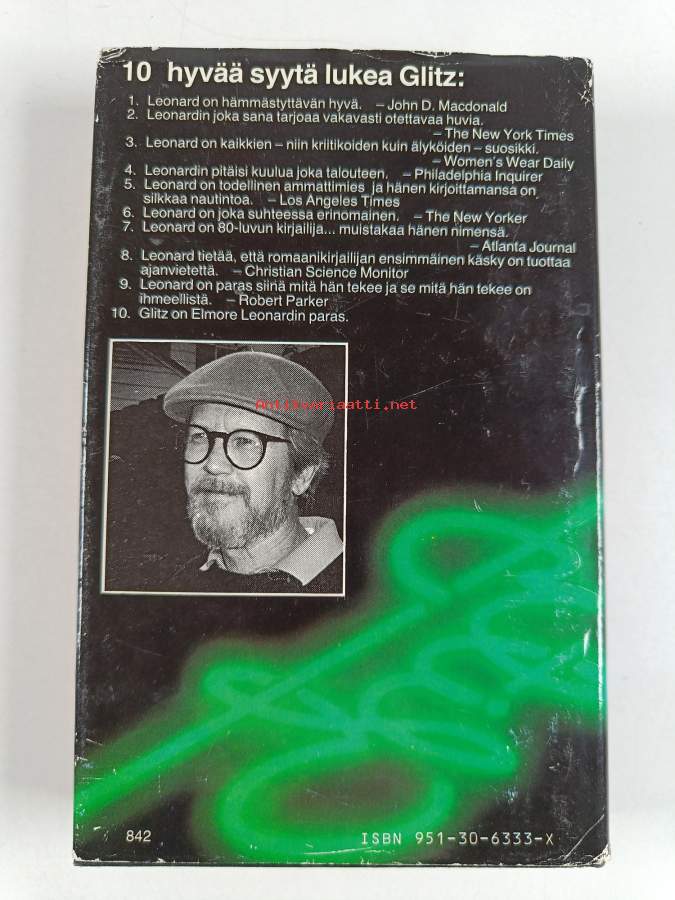 10 hyvää syytä lukea Glitz:
1. Leonard on hämmästyttävän hyvä. – John D. Macdonald
2. Leonardin joka sana tarjoaa vakavasti otettavaa huvia.
– The New York Times
3. Leonard on kaikkien – niin kriitikoiden kuin älyköiden – suosikki.
– Women's Wear Daily
4. Leonardin pitäisi kuulua joka talouteen. – Philadelphia Inquirer
5. Leonard on todellinen ammattimies ja hänen kirjoittamansa on
silkkaa nautintoa. – Los Angeles Times
6. Leonard on joka suhteessa erinomainen. – The New Yorker
7. Leonard on 80-luvun kirjailija... muistakaa hänen nimensä.
– Atlanta Journal
8. Leonard tietää, että romaanikirjailijan ensimmäinen käsky on tuottaa
ajanvietettä. – Christian Science Monitor
9. Leonard on paras siinä mitä hän tekee ja se mitä hän tekee on
ihmeellistä. – Robert Parker
10. Glitz on Elmore Leonardin paras.
Antikvariaatti.net
842
ISBN 951-30-6333-X